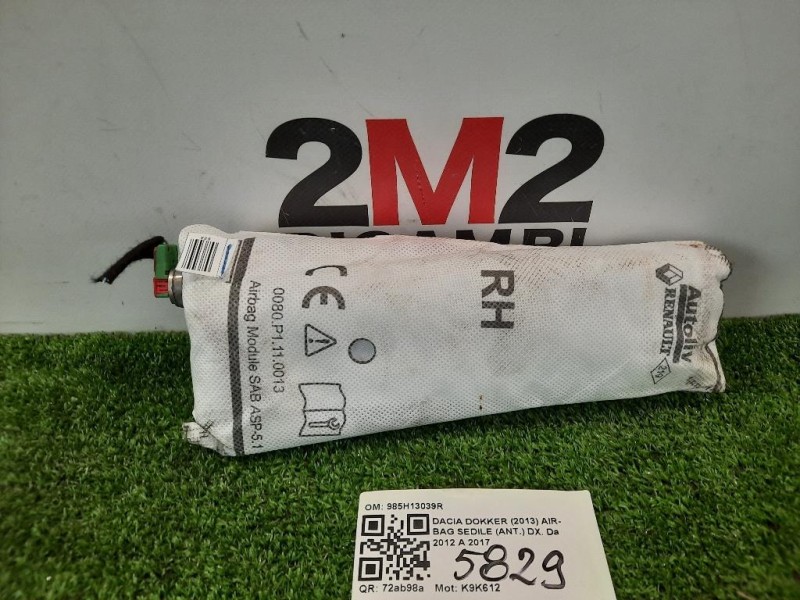 2M2
RICAMBI
RH
Autoliv
RENAULT
0080.P1.11.0013
Airbag Module SAB ASP-5.1
OM: 985H13039R
DACIA DOKKER (2013) AIR-
BAG SEDILE (ANT.) DX. Da
2012 A 2017
5829
QR: 72ab98a Mot: K9K612